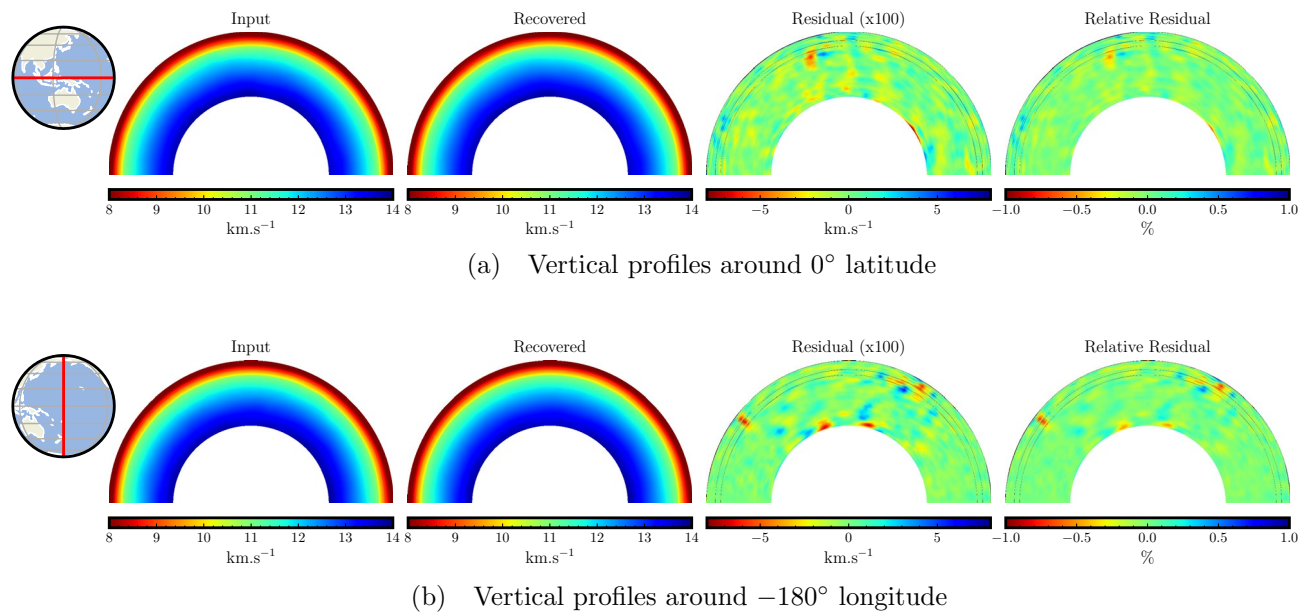 Input Recovered Residual (x100) Relative Residual
8 9 10 11 12 13 14 8 9 10 11 12 13 14 −5 0 5 −1.0 −0.5 0.0 0.5 1.0
km.s⁻¹ km.s⁻¹ km.s⁻¹ %
(a) Vertical profiles around 0° latitude
Input Recovered Residual (x100) Relative Residual
8 9 10 11 12 13 14 8 9 10 11 12 13 14 −5 0 5 −1.0 −0.5 0.0 0.5 1.0
km.s⁻¹ km.s⁻¹ km.s⁻¹ %
(b) Vertical profiles around −180° longitude